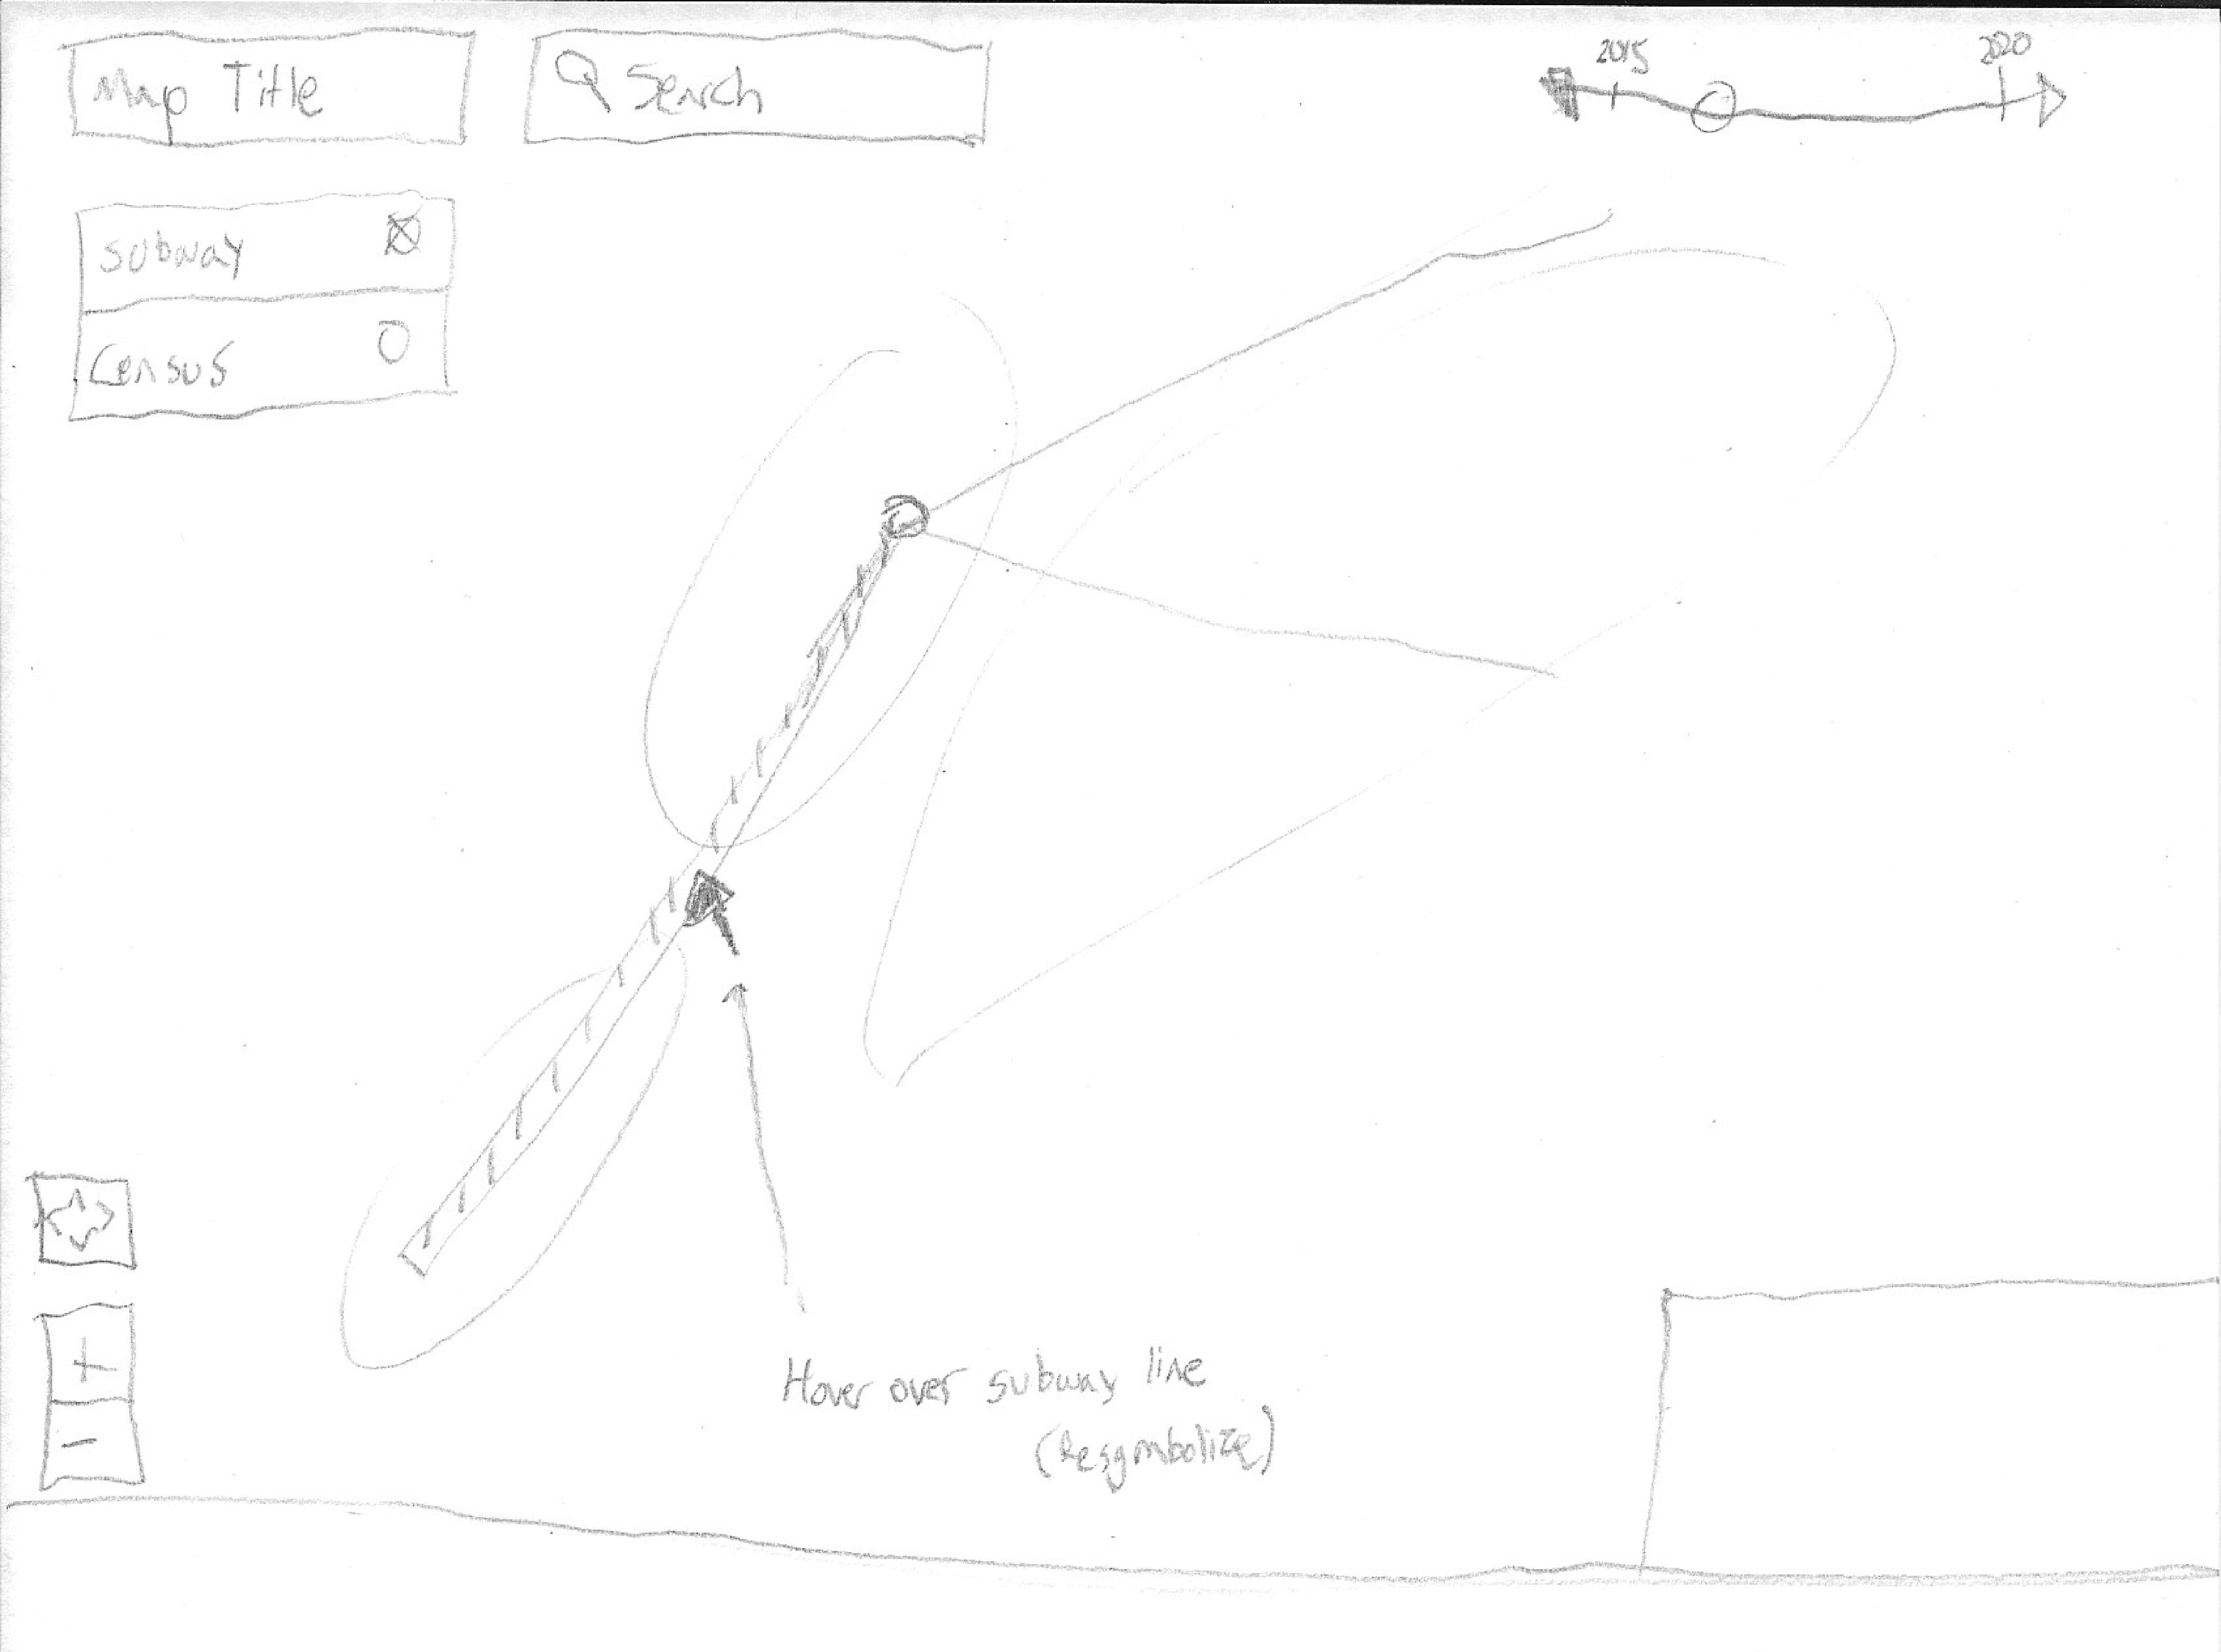 Map Title
Search
2015
2020
subway
Census
+
-
Hover over subway line
(Resymbolize)